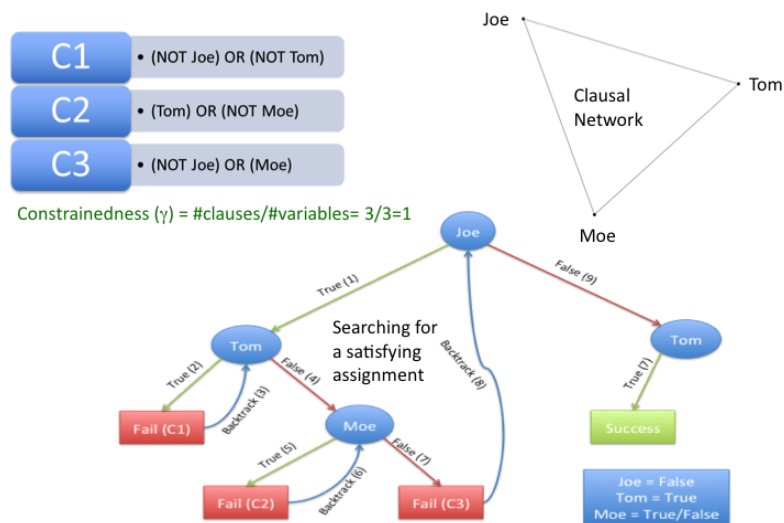 C1
• (NOT Joe) OR (NOT Tom)
C2
• (Tom) OR (NOT Moe)
C3
• (NOT Joe) OR (Moe)
Constrainedness (γ) = #clauses/#variables= 3/3=1
Joe
Tom
Clausal
Network
Moe
Joe
True (1)
False (9)
Searching for
a satisfying
assignment
Tom
Tom
True (2)
Backtrack (3)
False (4)
Backtrack (8)
True (7)
Fail (C1)
Moe
Success
True (5)
Backtrack (6)
False (7)
Fail (C2)
Fail (C3)
Joe = False
Tom = True
Moe = True/False